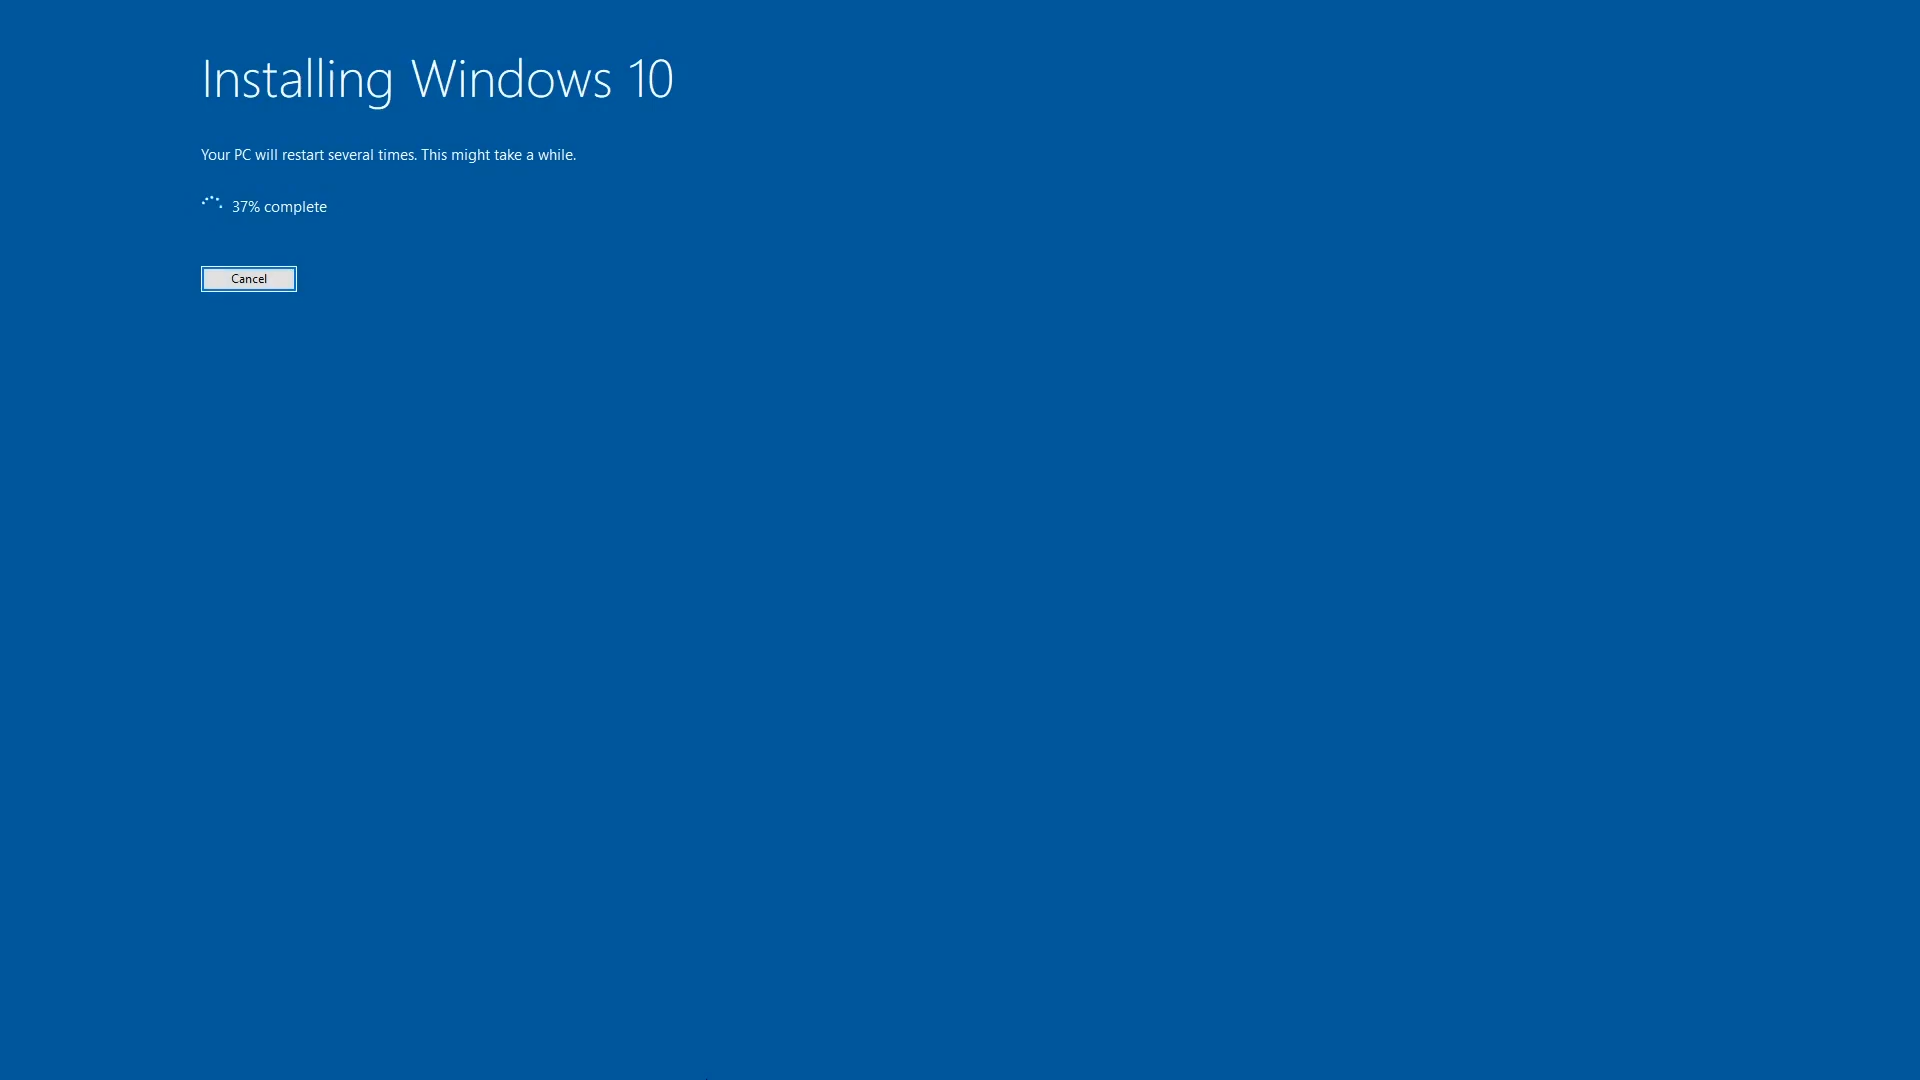 Installing Windows 10
Your PC will restart several times. This might take a while.
37% complete
Cancel